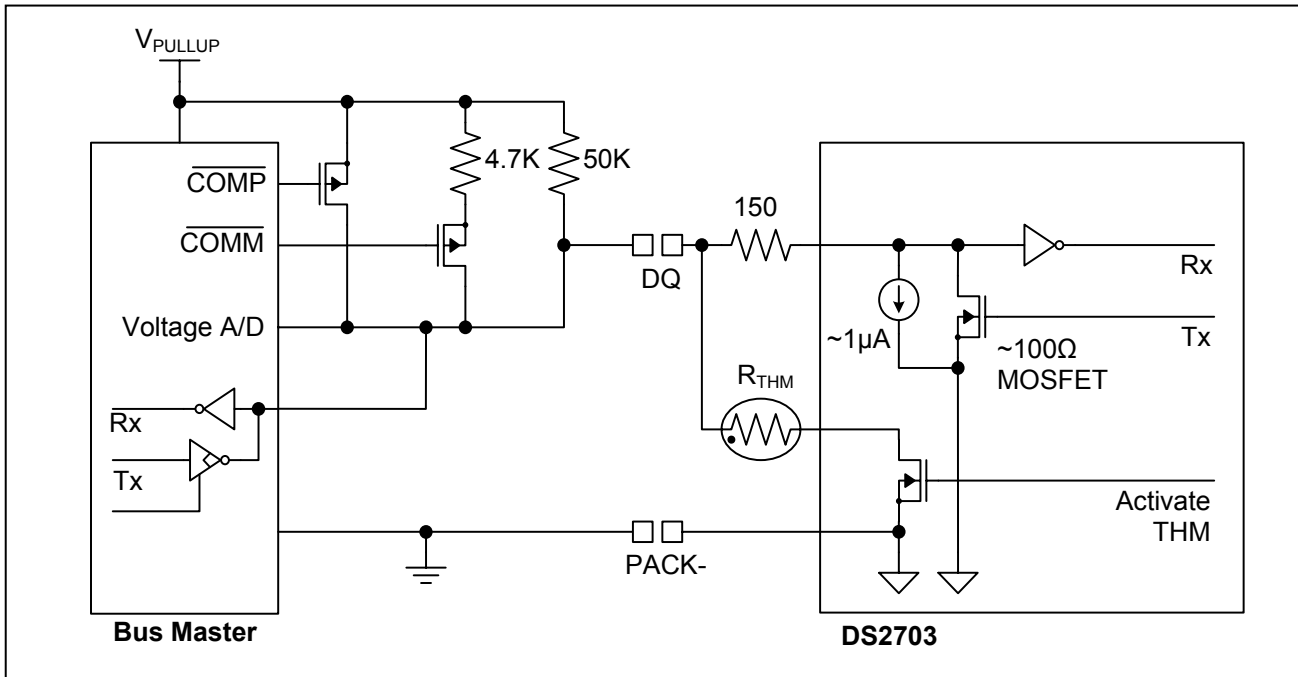 VPULLUP
COMP
COMM
Voltage A/D
Rx
Tx
Bus Master
4.7K
50K
DQ
PACK-
150
RTHM
~1µA
~100Ω
MOSFET
Rx
Tx
Activate
THM
DS2703